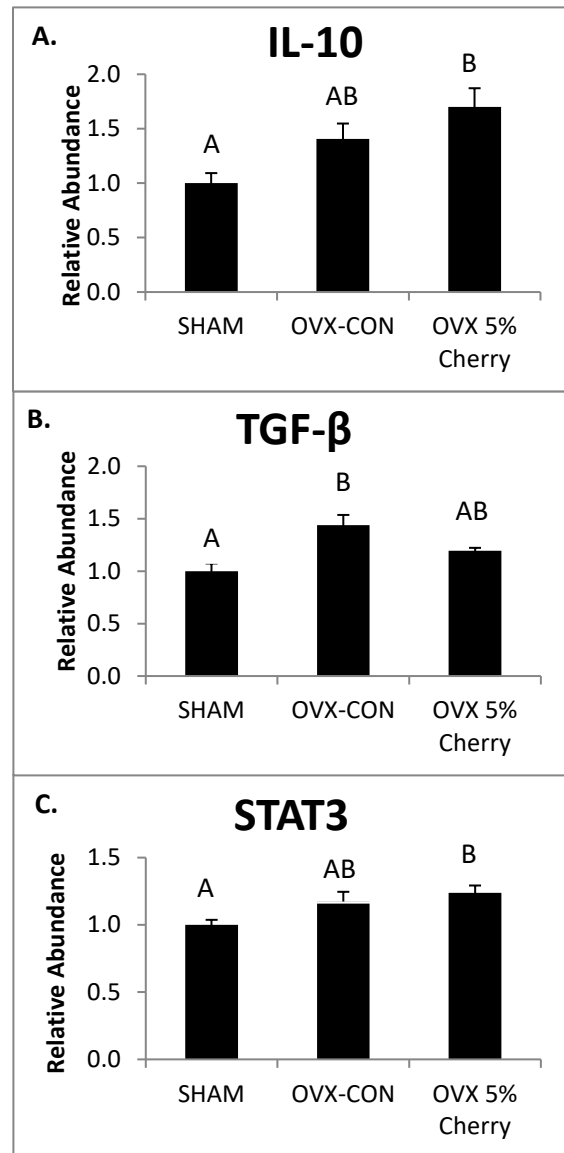 A.
IL-10
Relative Abundance
2.0
1.5
1.0
0.5
0.0
A
AB
B
SHAM
OVX-CON
OVX 5%
Cherry
B.
TGF-β
Relative Abundance
2.0
1.5
1.0
0.5
0.0
A
B
AB
SHAM
OVX-CON
OVX 5%
Cherry
C.
STAT3
Relative Abundance
1.5
1.0
0.5
0.0
A
AB
B
SHAM
OVX-CON
OVX 5%
Cherry